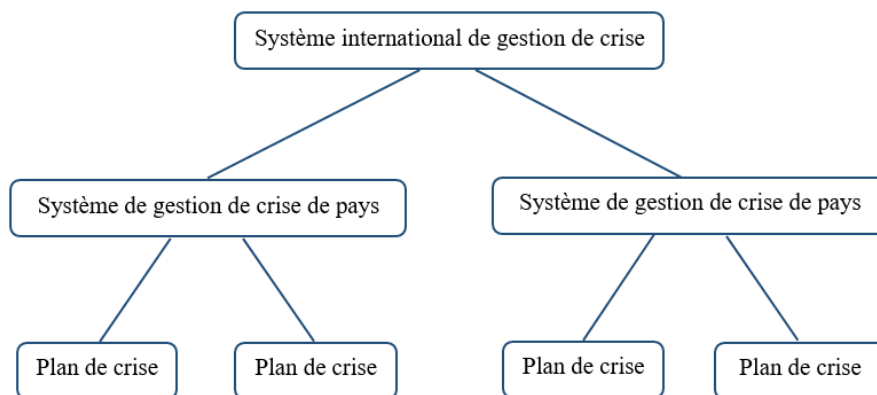 Système international de gestion de crise
Système de gestion de crise de pays
Système de gestion de crise de pays
Plan de crise
Plan de crise
Plan de crise
Plan de crise